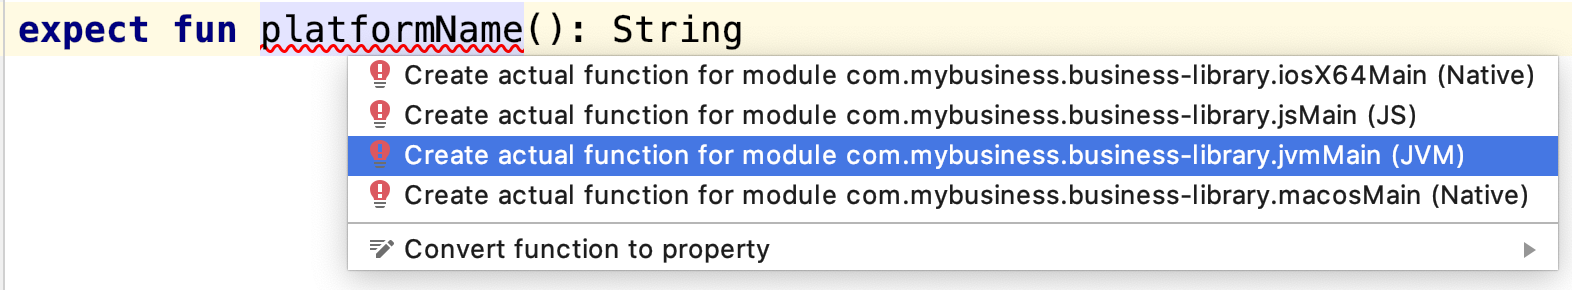 expect fun platformName(): String
Create actual function for module com.mybusiness.business-library.iosX64Main (Native)
Create actual function for module com.mybusiness.business-library.jsMain (JS)
Create actual function for module com.mybusiness.business-library.jvmMain (JVM)
Create actual function for module com.mybusiness.business-library.macosMain (Native)
Convert function to property